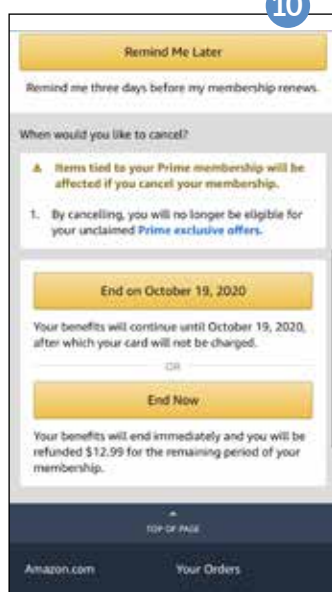 10
Remind Me Later
Remind me three days before my membership renews.
When would you like to cancel?
Items tied to your Prime membership will be
affected if you cancel your membership.
1. By cancelling, you will no longer be eligible for
your unclaimed Prime exclusive offers.
End on October 19, 2020
Your benefits will continue until October 19, 2020,
after which your card will not be charged.
OR
End Now
Your benefits will end immediately and you will be
refunded $12.99 for the remaining period of your
membership.
TOP OF PAGE
Amazon.com Your Orders